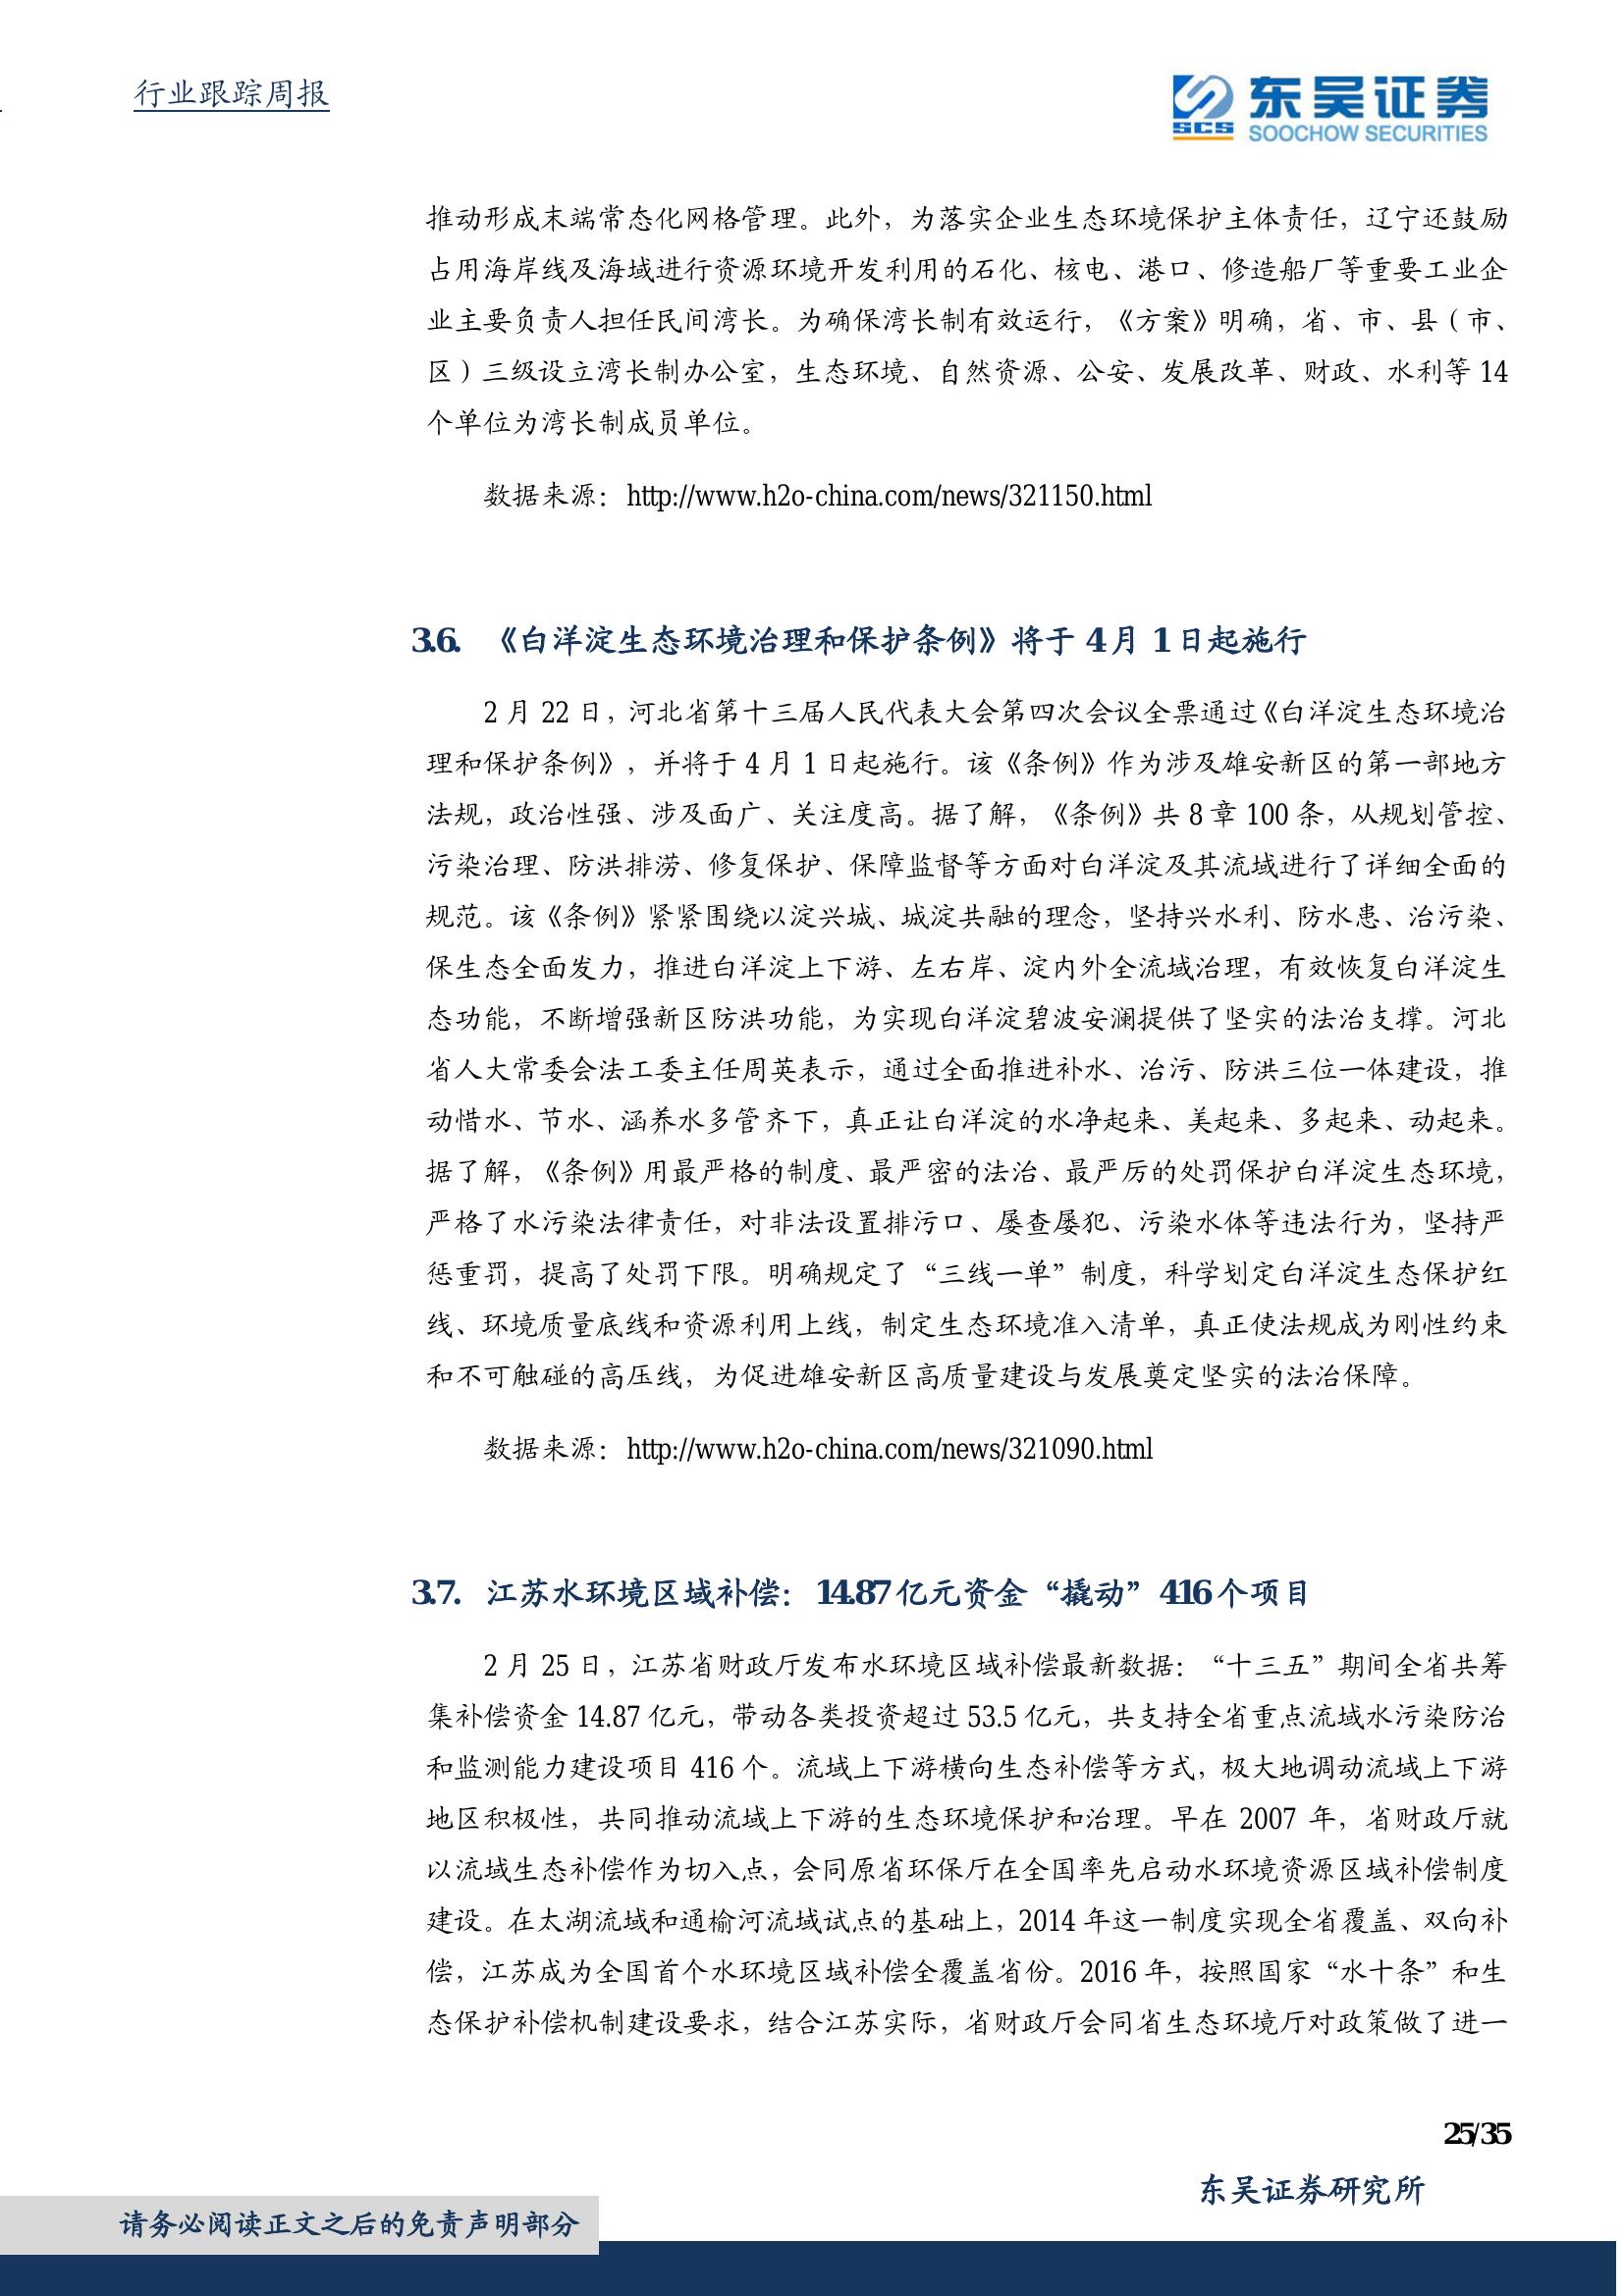 行业跟踪周报
SCS
东吴证券
SOOCHOW SECURITIES
推动形成末端常态化网格管理。此外，为落实企业生态环境保护主体责任，辽宁还鼓励
占用海岸线及海域进行资源环境开发利用的石化、核电、港口、修造船厂等重要工业企
业主要负责人担任民间湾长。为确保湾长制有效运行，《方案》明确，省、市、县（市、
区）三级设立湾长制办公室，生态环境、自然资源、公安、发展改革、财政、水利等 14
个单位为湾长制成员单位。
数据来源：http://www.h2o-china.com/news/321150.html
3.6. 《白洋淀生态环境治理和保护条例》将于 4 月 1 日起施行
2 月 22 日，河北省第十三届人民代表大会第四次会议全票通过《白洋淀生态环境治
理和保护条例》，并将于 4 月 1 日起施行。该《条例》作为涉及雄安新区的第一部地方
法规，政治性强、涉及面广、关注度高。据了解，《条例》共 8 章 100 条，从规划管控、
污染治理、防洪排涝、修复保护、保障监督等方面对白洋淀及其流域进行了详细全面的
规范。该《条例》紧紧围绕以淀兴城、城淀共融的理念，坚持兴水利、防水患、治污染、
保生态全面发力，推进白洋淀上下游、左右岸、淀内外全流域治理，有效恢复白洋淀生
态功能，不断增强新区防洪功能，为实现白洋淀碧波安澜提供了坚实的法治支撑。河北
省人大常委会法工委主任周英表示，通过全面推进补水、治污、防洪三位一体建设，推
动惜水、节水、涵养水多管齐下，真正让白洋淀的水净起来、美起来、多起来、动起来。
据了解，《条例》用最严格的制度、最严密的法治、最严厉的处罚保护白洋淀生态环境，
严格了水污染法律责任，对非法设置排污口、屡查屡犯、污染水体等违法行为，坚持严
惩重罚，提高了处罚下限。明确规定了“三线一单”制度，科学划定白洋淀生态保护红
线、环境质量底线和资源利用上线，制定生态环境准入清单，真正使法规成为刚性约束
和不可触碰的高压线，为促进雄安新区高质量建设与发展奠定坚实的法治保障。
数据来源：http://www.h2o-china.com/news/321090.html
3.7. 江苏水环境区域补偿：14.87 亿元资金“撬动”416 个项目
2 月 25 日，江苏省财政厅发布水环境区域补偿最新数据：“十三五”期间全省共筹
集补偿资金 14.87 亿元，带动各类投资超过 53.5 亿元，共支持全省重点流域水污染防治
和监测能力建设项目 416 个。流域上下游横向生态补偿等方式，极大地调动流域上下游
地区积极性，共同推动流域上下游的生态环境保护和治理。早在 2007 年，省财政厅就
以流域生态补偿作为切入点，会同原省环保厅在全国率先启动水环境资源区域补偿制度
建设。在太湖流域和通榆河流域试点的基础上，2014 年这一制度实现全省覆盖、双向补
偿，江苏成为全国首个水环境区域补偿全覆盖省份。2016 年，按照国家“水十条”和生
态保护补偿机制建设要求，结合江苏实际，省财政厅会同省生态环境厅对政策做了进一
25/35
东吴证券研究所
请务必阅读正文之后的免责声明部分